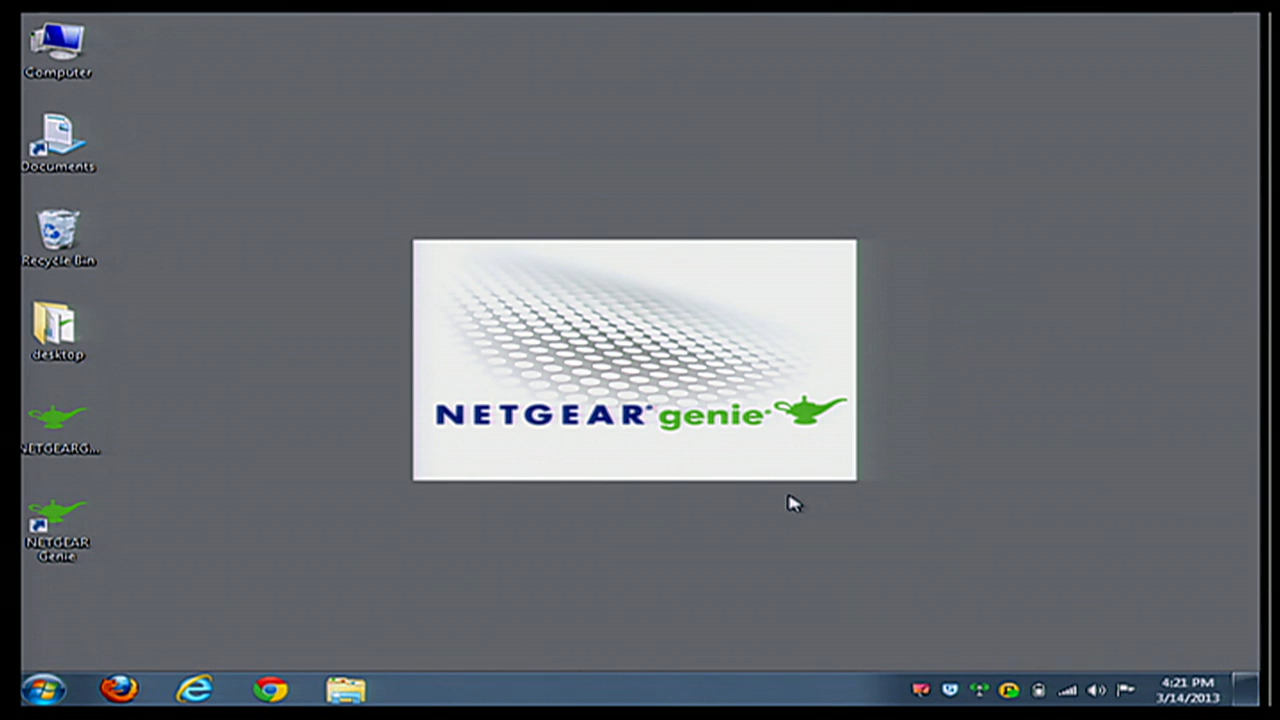 Computer
Documents
Recycle Bin
desktop
NETGEARG...
NETGEAR
Genie
NETGEAR® genie®
4:21 PM
3/14/2013